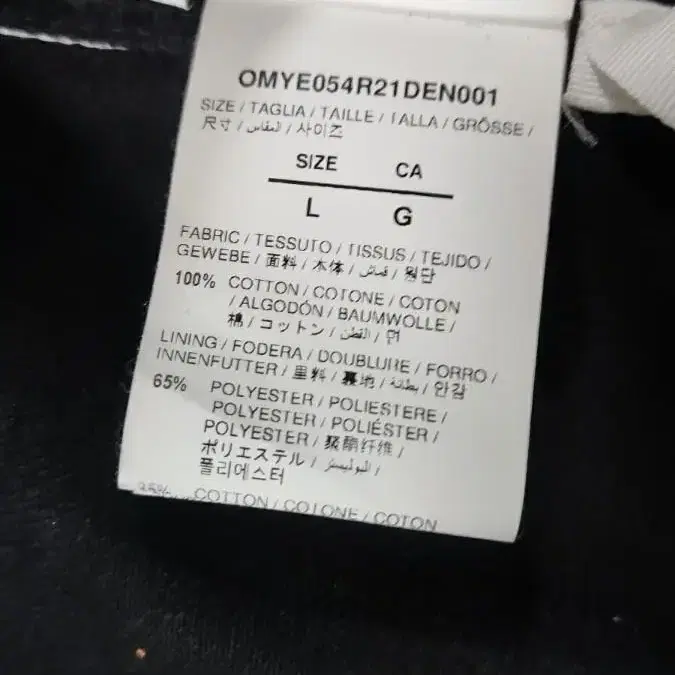 OMYE054R21DEN001
SIZE / TAGLIA / TAILLE / TALLA / GRÖSSE /
尺寸 / المقاس / 사이즈
SIZE CA
L G
FABRIC / TESSUTO / TISSUS / TEJIDO /
GEWEBE / 面料 / 本体 / قماش / 원단
100% COTTON / COTONE / COTON
/ ALGODÓN / BAUMWOLLE /
棉 / コットン / القطن / 면
LINING / FODERA / DOUBLURE / FORRO /
INNENFUTTER / 里料 / 裏地 / بطانة / 안감
65% POLYESTER / POLIESTERE /
POLYESTER / POLIÉSTER /
POLYESTER / 聚酯纤维 /
ポリエステル / البوليستر /
폴리에스터
35% COTTON / COTONE / COTON